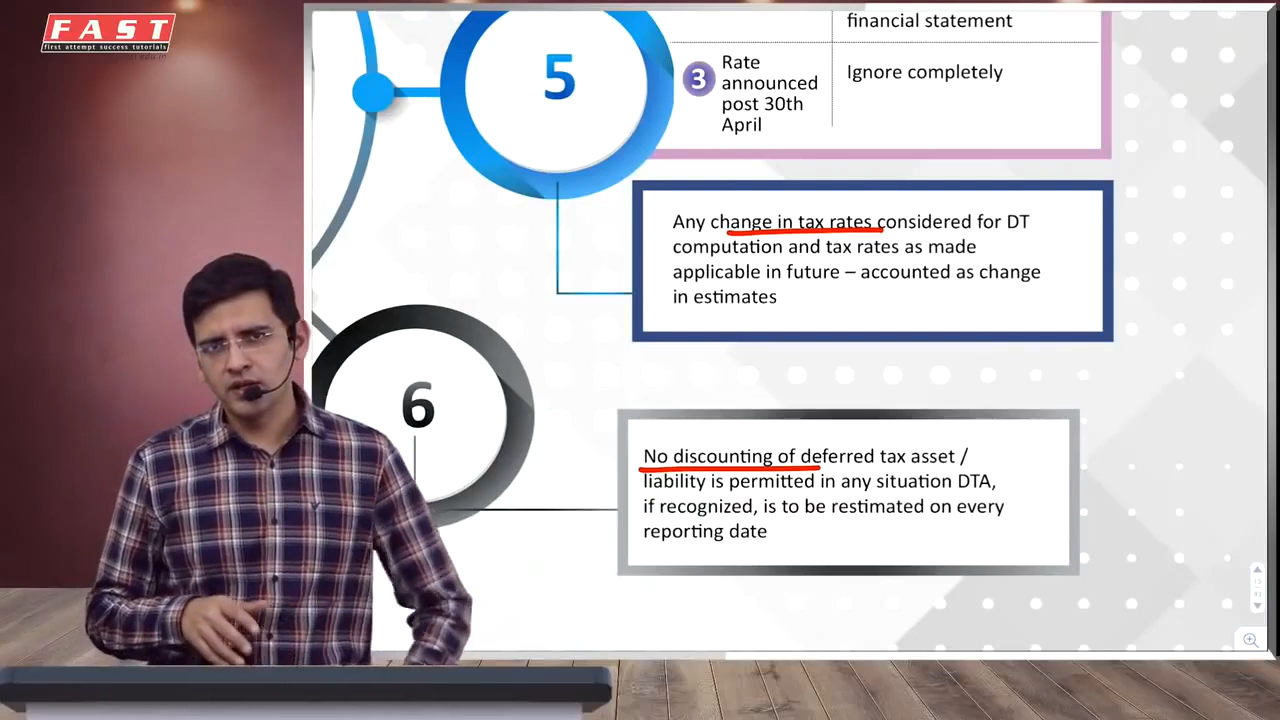 FAST
first attempt success tutorials
5
financial statement
3
Rate
announced
post 30th
April
Ignore completely
Any change in tax rates considered for DT
computation and tax rates as made
applicable in future – accounted as change
in estimates
6
No discounting of deferred tax asset /
liability is permitted in any situation DTA,
if recognized, is to be restimated on every
reporting date